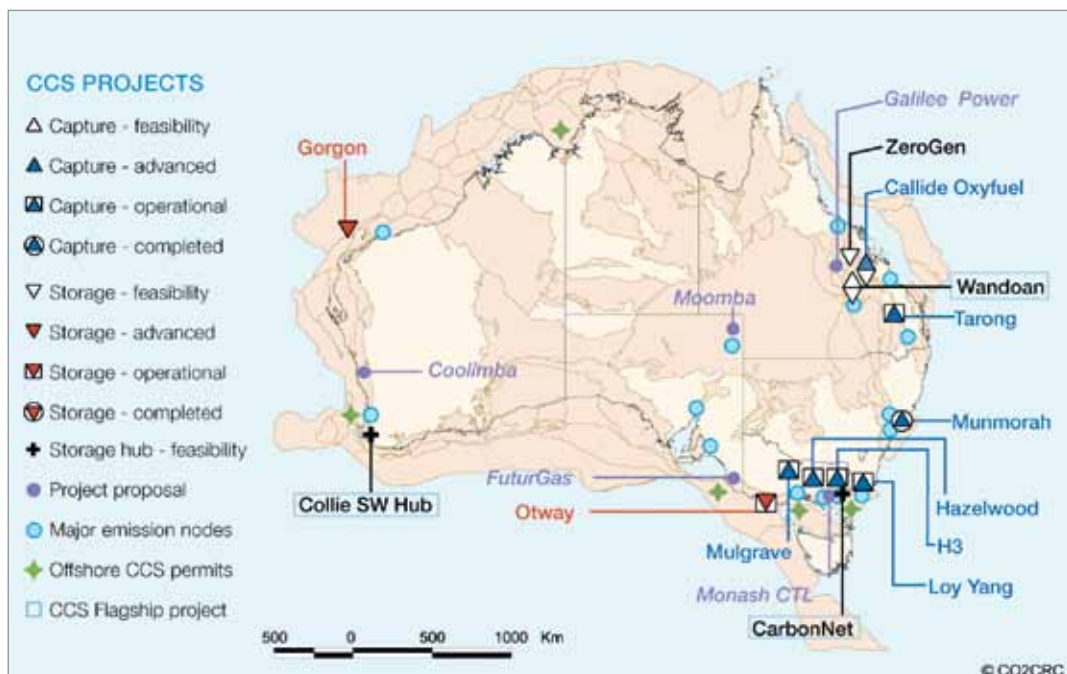 CCS PROJECTS
Capture - feasibility
Capture - advanced
Capture - operational
Capture - completed
Storage - feasibility
Storage - advanced
Storage - operational
Storage - completed
Storage hub - feasibility
Project proposal
Major emission nodes
Offshore CCS permits
CCS Flagship project
Galilee Power
ZeroGen
Gorgon
Callide Oxyfuel
Wandoan
Moomba
Tarong
Coolimba
Munmorah
FuturGas
Collie SW Hub
Otway
Hazelwood
Mulgrave
H3
Loy Yang
Monash CTL
CarbonNet
500 0 500 1000 Km
© CO2CRC